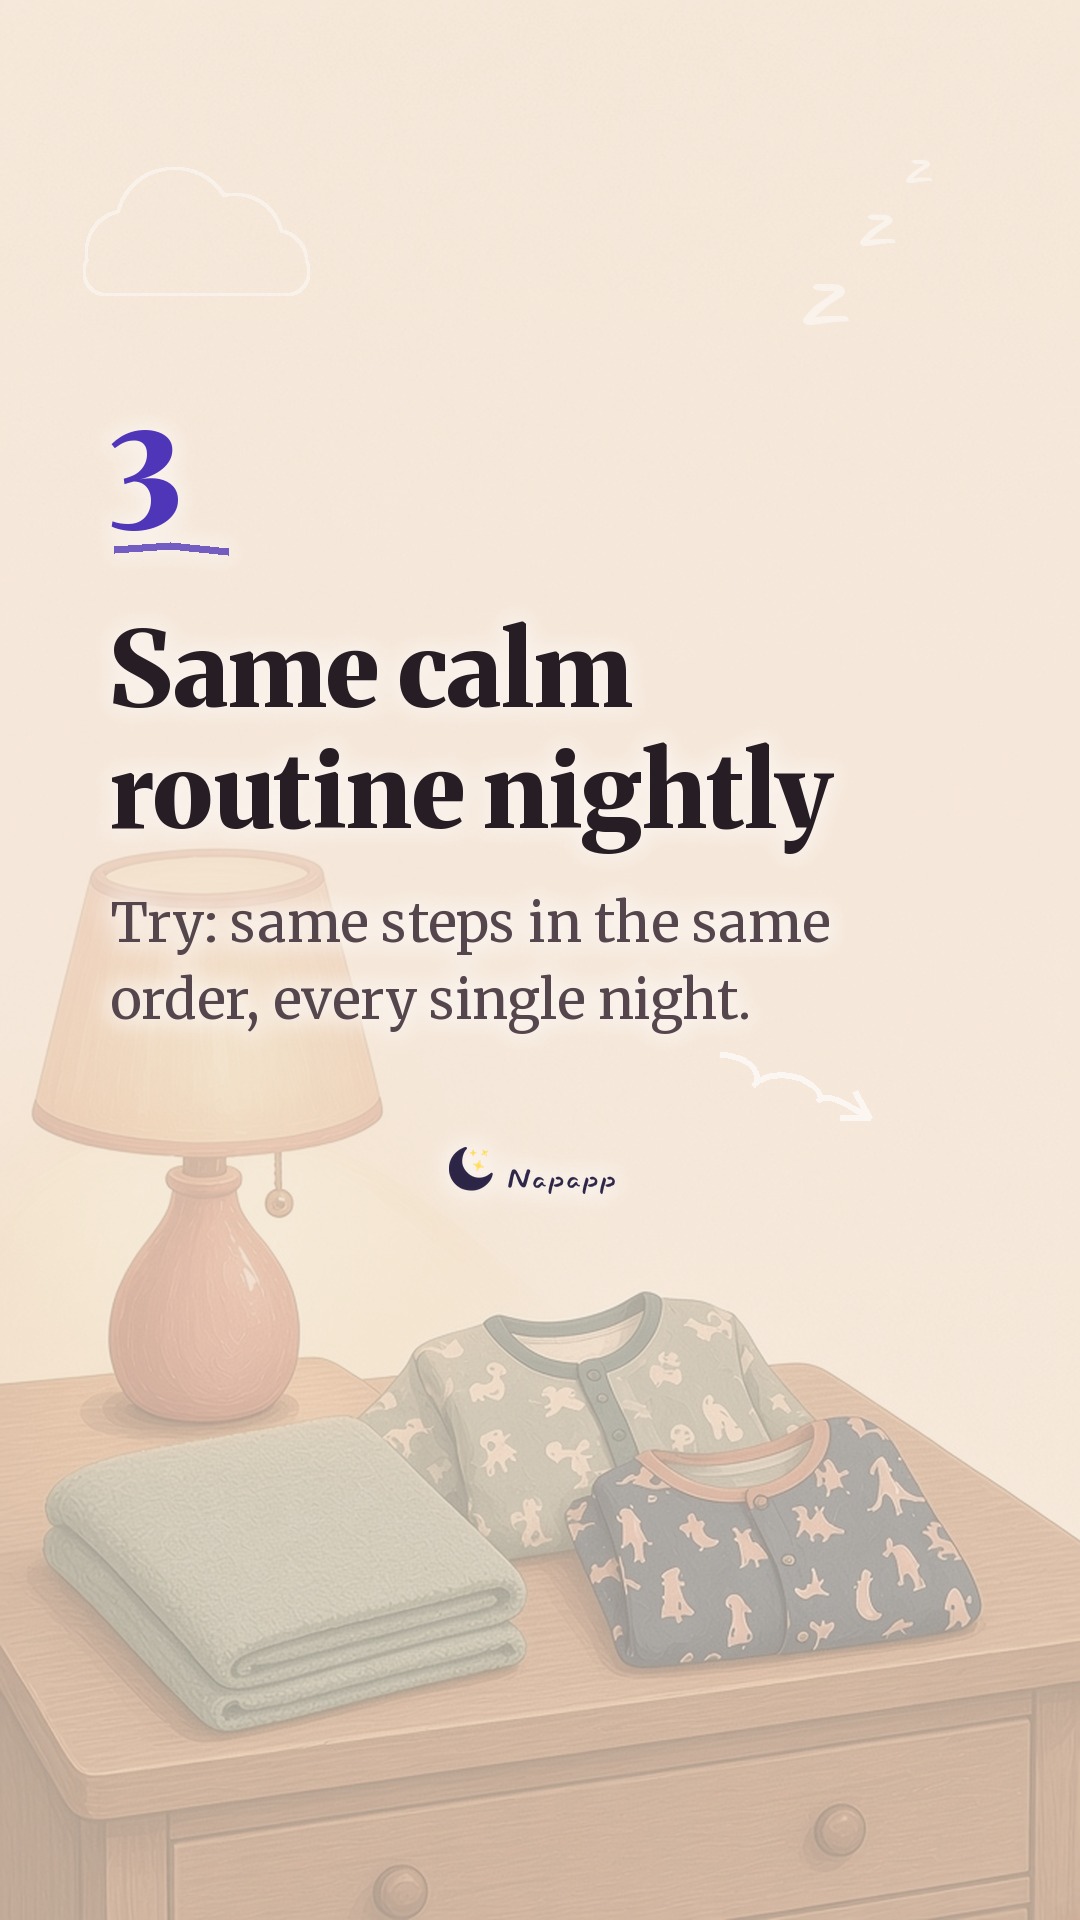 z
z
z
3
Same calm
routine nightly
Try: same steps in the same
order, every single night.
Napapp